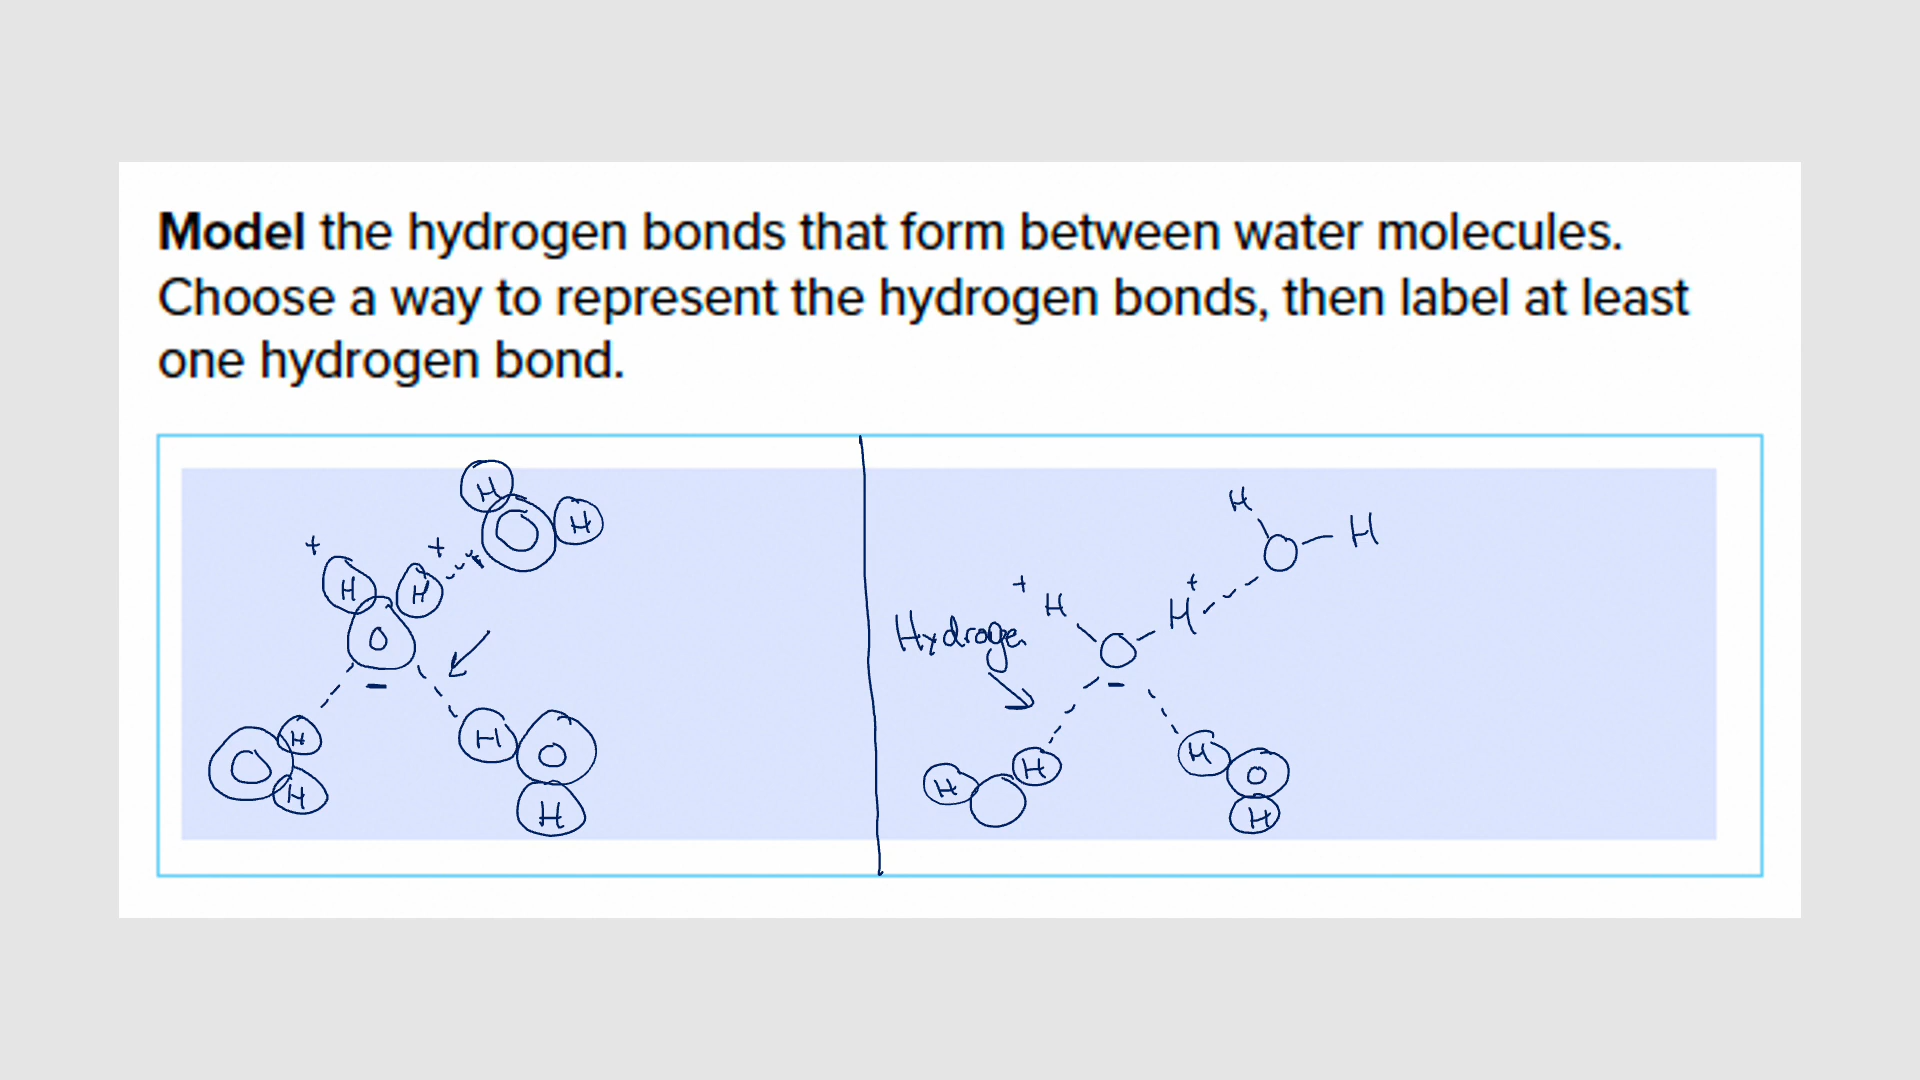 Model the hydrogen bonds that form between water molecules.
Choose a way to represent the hydrogen bonds, then label at least
one hydrogen bond.
H
O H
+ +
H H
O
-
H
O
H
H O
H
H
O - H
+ +
H H
Hydrogen
O
-
H H
H O
H